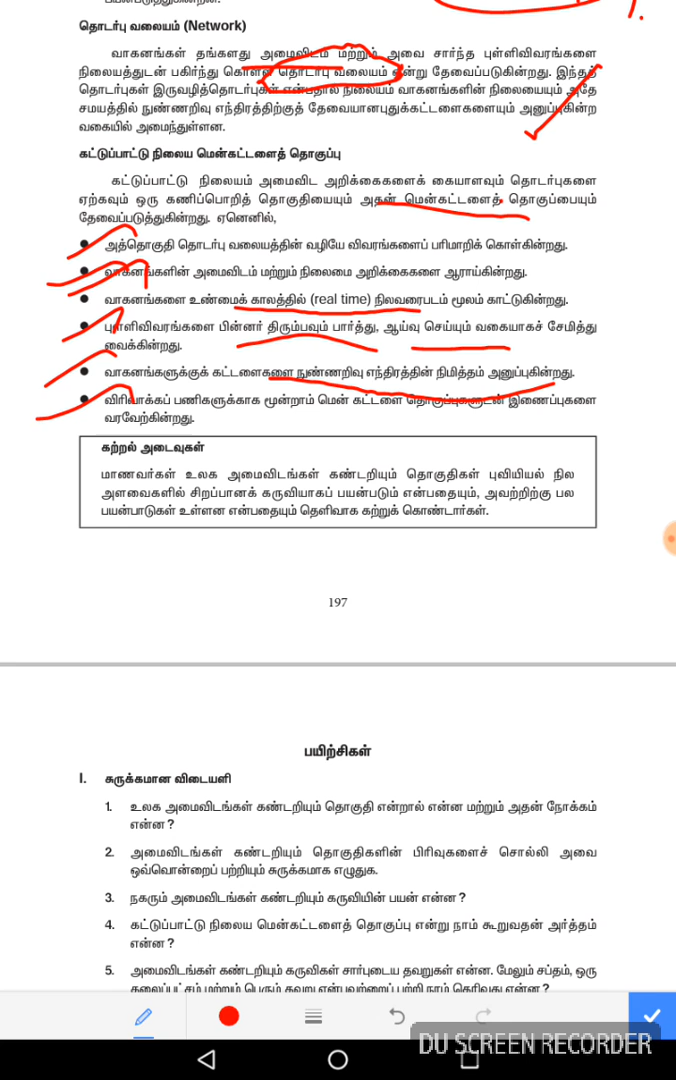 தொடர்பு வலையம் (Network)
வாகனங்கள் தங்களது அமைவிடம் மற்றும் அவை சார்ந்த புள்ளிவிவரங்களை
நிலையத்துடன் பகிர்ந்து கொள்ள தொடர்பு வலையம் என்று தேவைப்படுகின்றது. இந்தத்
தொடர்புகள் இருவழித்தொடர்புகள் என்பதால் நிலையம் வாகனங்களின் நிலையையும் அதே
சமயத்தில் நுண்ணறிவு எந்திரத்திற்குத் தேவையானபுதுக்கட்டளைகளையும் அனுப்புகின்ற
வகையில் அமைந்துள்ளன.
கட்டுப்பாட்டு நிலைய மென்கட்டளைத் தொகுப்பு
கட்டுப்பாட்டு நிலையம் அமைவிட அறிக்கைகளைக் கையாளவும் தொடர்புகளை
ஏற்கவும் ஒரு கணிப்பொறித் தொகுதியையும் அதன் மென்கட்டளைத் தொகுப்பையும்
தேவைப்படுத்துகின்றது. ஏனெனில்,
● அத்தொகுதி தொடர்பு வலையத்தின் வழியே விவரங்களைப் பரிமாறிக் கொள்கின்றது.
● வாகனங்களின் அமைவிடம் மற்றும் நிலைமை அறிக்கைகளை ஆராய்கின்றது.
● வாகனங்களை உண்மைக் காலத்தில் (real time) நிலவரைபடம் மூலம் காட்டுகின்றது.
● புள்ளிவிவரங்களை பின்னர் திரும்பவும் பார்த்து, ஆய்வு செய்யும் வகையாகச் சேமித்து
வைக்கின்றது.
● வாகனங்களுக்குக் கட்டளைகளை நுண்ணறிவு எந்திரத்தின் நிமித்தம் அனுப்புகின்றது.
● விரிவாக்கப் பணிகளுக்காக மூன்றாம் மென் கட்டளை தொகுப்புகளுடன் இணைப்புகளை
வரவேற்கின்றது.
கற்றல் அடைவுகள்
மாணவர்கள் உலக அமைவிடங்கள் கண்டறியும் தொகுதிகள் புவியியல் நில
அளவைகளில் சிறப்பானக் கருவியாகப் பயன்படும் என்பதையும், அவற்றிற்கு பல
பயன்பாடுகள் உள்ளன என்பதையும் தெளிவாக கற்றுக் கொண்டார்கள்.
197
பயிற்சிகள்
I. சுருக்கமான விடையளி
1. உலக அமைவிடங்கள் கண்டறியும் தொகுதி என்றால் என்ன மற்றும் அதன் நோக்கம்
என்ன ?
2. அமைவிடங்கள் கண்டறியும் தொகுதிகளின் பிரிவுகளைச் சொல்லி அவை
ஒவ்வொன்றைப் பற்றியும் சுருக்கமாக எழுதுக.
3. நகரும் அமைவிடங்கள் கண்டறியும் கருவியின் பயன் என்ன ?
4. கட்டுப்பாட்டு நிலைய மென்கட்டளைத் தொகுப்பு என்று நாம் கூறுவதன் அர்த்தம்
என்ன ?
5. அமைவிடங்கள் கண்டறியும் கருவிகள் சார்புடைய தவறுகள் என்ன. மேலும் சப்தம், ஒரு
DU SCREEN RECORDER